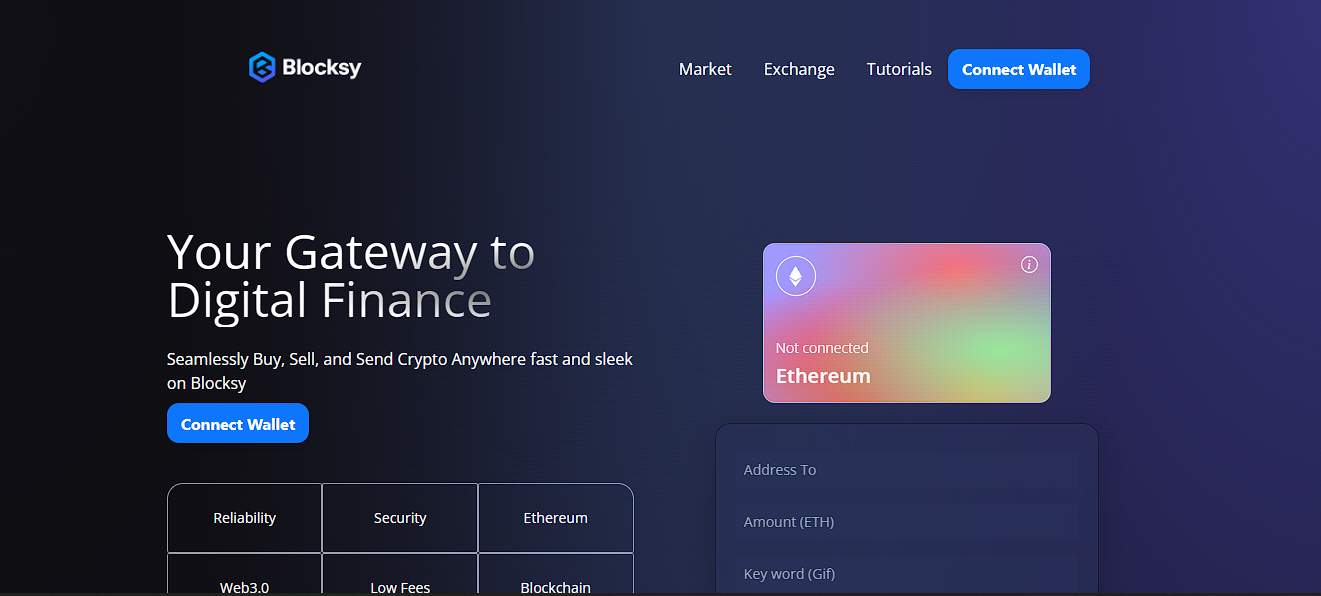 Blocksy
Market
Exchange
Tutorials
Connect Wallet
Your Gateway to
Digital Finance
Seamlessly Buy, Sell, and Send Crypto Anywhere fast and sleek
on Blocksy
Connect Wallet
Reliability
Security
Ethereum
Web3.0
Low Fees
Blockchain
Not connected
Ethereum
Address To
Amount (ETH)
Key word (Gif)